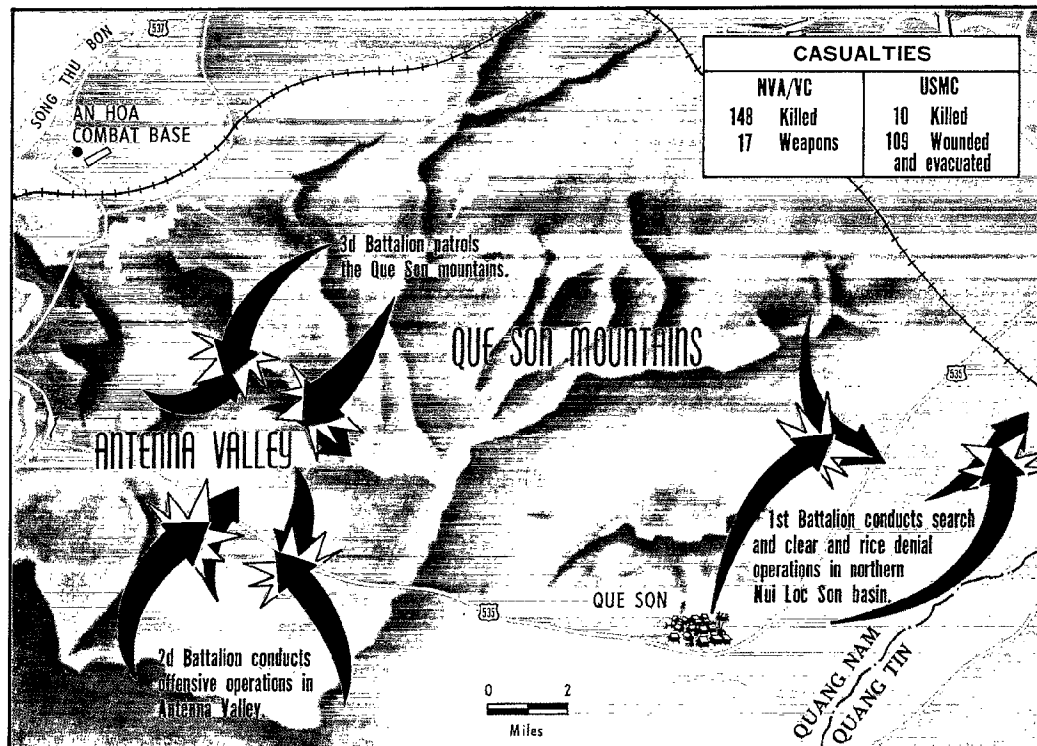 SONG THU BON
537
AN HOA
COMBAT BASE
CASUALTIES
NVA/VC
148 Killed
17 Weapons
USMC
10 Killed
109 Wounded
and evacuated
3d Battalion patrols
the Que Son mountains.
QUE SON MOUNTAINS
535
ANTENNA VALLEY
1st Battalion conducts search
and clear and rice denial
operations in northern
Nui Loc Son basin.
QUE SON
535
2d Battalion conducts
offensive operations in
Antenna Valley.
0 2
Miles
QUANG NAM
QUANG TIN